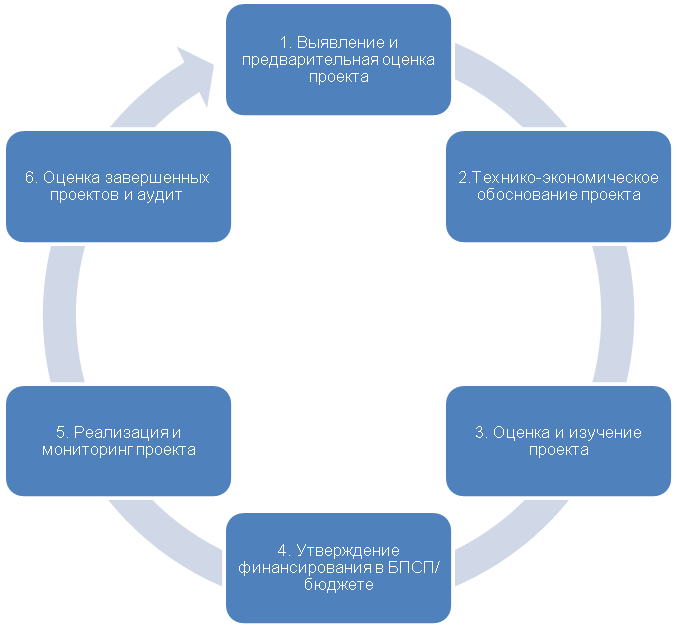 1. Выявление и
предварительная оценка
проекта
2.Технико-экономическое
обоснование проекта
3. Оценка и изучение
проекта
4. Утверждение
финансирования в БПСП/
бюджете
5. Реализация и
мониторинг проекта
6. Оценка завершенных
проектов и аудит